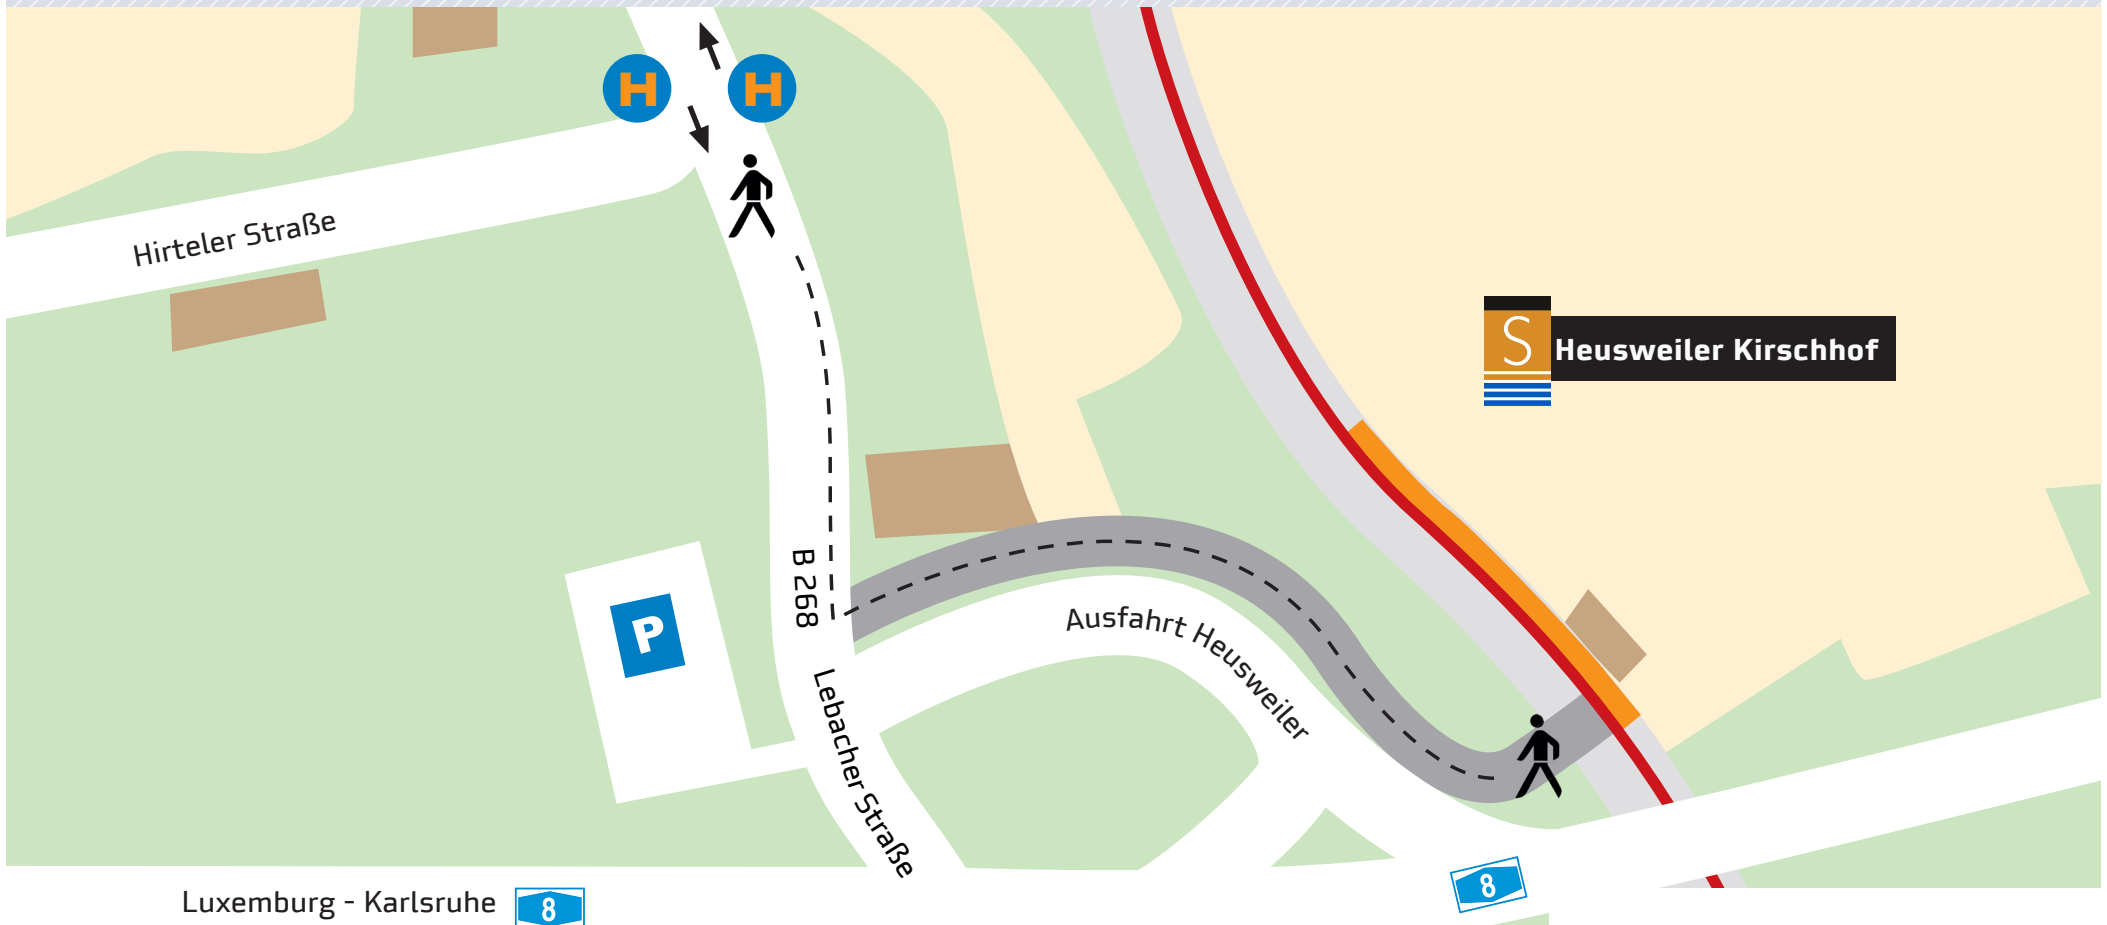 H
H
Hirteler Straße
S
Heusweiler Kirschhof
B 268
P
Ausfahrt Heusweiler
Lebacher Straße
8
Luxemburg - Karlsruhe
8